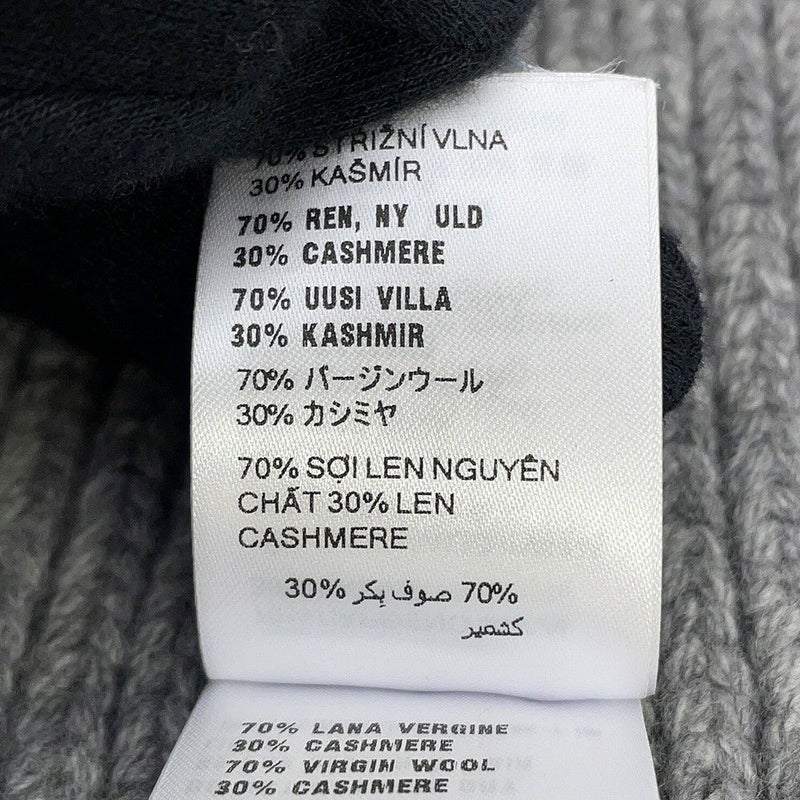 70% STRIŽNÍ VLNA
30% KAŠMÍR
70% REN, NY ULD
30% CASHMERE
70% UUSI VILLA
30% KASHMIR
70% バージンウール
30% カシミヤ
70% SỢI LEN NGUYÊN
CHẤT 30% LEN
CASHMERE
70% صوف بكر 30%
كشمير
70% LANA VERGINE
30% CASHMERE
70% VIRGIN WOOL
30% CASHMERE